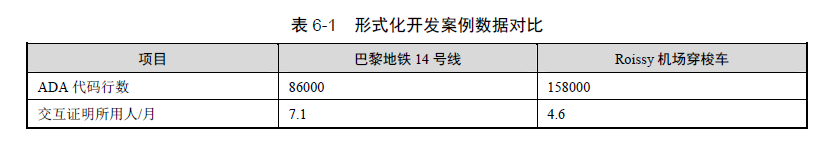 表 6-1 形式化开发案例数据对比
项目 巴黎地铁 14 号线 Roissy 机场穿梭车
ADA 代码行数 86000 158000
交互证明所用人/月 7.1 4.6